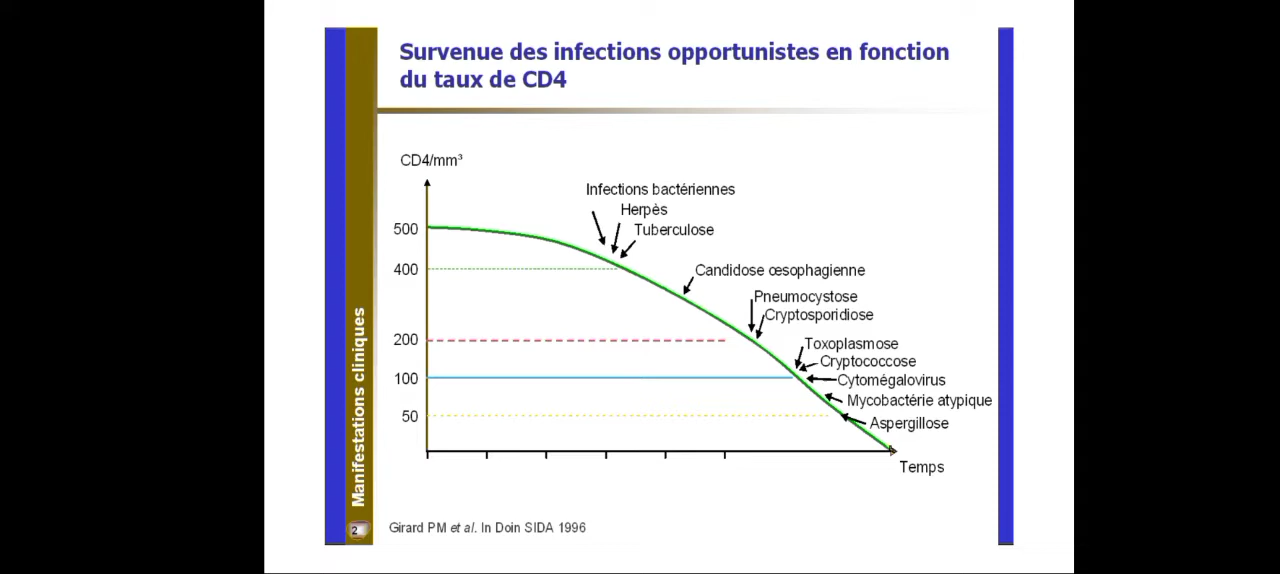 Survenue des infections opportunistes en fonction
du taux de CD4
CD4/mm³
Infections bactériennes
Herpès
Tuberculose
500
400
Candidose œsophagienne
Pneumocystose
Cryptosporidiose
200
Toxoplasmose
Cryptococcose
100
Cytomégalovirus
Mycobactérie atypique
50
Aspergillose
Temps
Manifestations cliniques
2
Girard PM et al. In Doin SIDA 1996